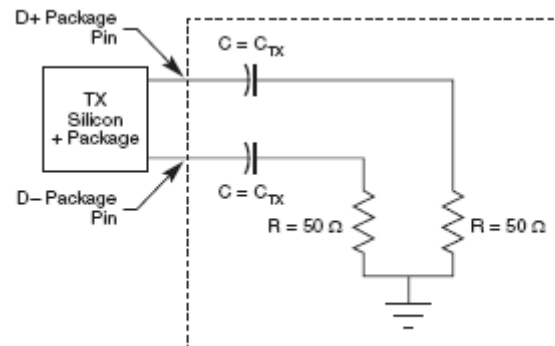 D+ Package
Pin
C = C_TX
TX
Silicon
+ Package
D– Package
Pin
C = C_TX
R = 50 Ω
R = 50 Ω